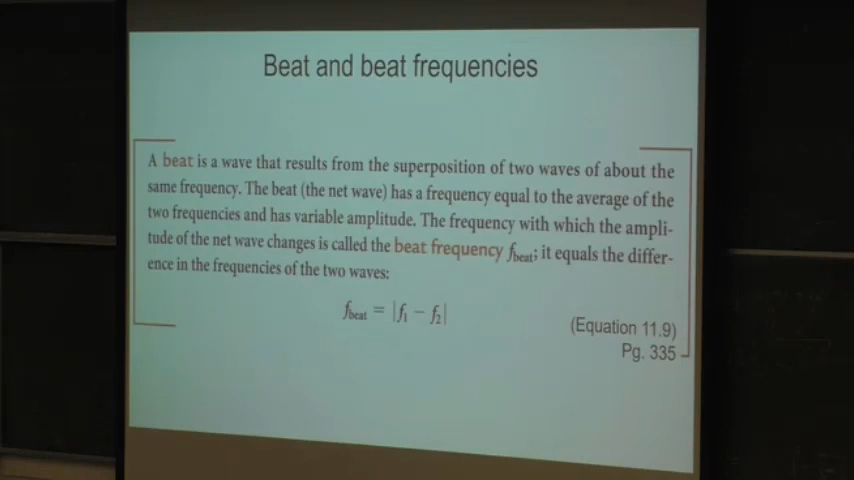 Beat and beat frequencies
A beat is a wave that results from the superposition of two waves of about the
same frequency. The beat (the net wave) has a frequency equal to the average of the
two frequencies and has variable amplitude. The frequency with which the ampli-
tude of the net wave changes is called the beat frequency fbeat; it equals the differ-
ence in the frequencies of the two waves:
fbeat = |f1 − f2|
(Equation 11.9)
Pg. 335